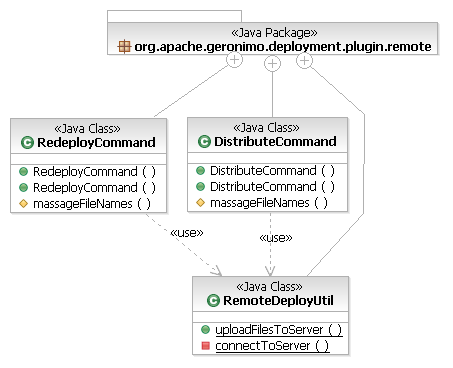 «Java Package»
org.apache.geronimo.deployment.plugin.remote
«Java Class»
RedeployCommand
RedeployCommand ( )
RedeployCommand ( )
massageFileNames ( )
«Java Class»
DistributeCommand
DistributeCommand ( )
DistributeCommand ( )
massageFileNames ( )
«use»
«use»
«Java Class»
RemoteDeployUtil
uploadFilesToServer ( )
connectToServer ( )